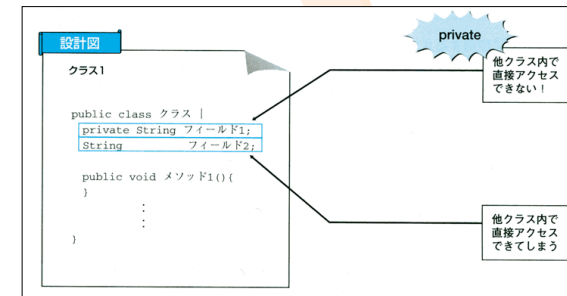 設計図
クラス1
public class クラス {
private String フィールド1;
String フィールド2;
public void メソッド1(){
}
:
:
}
private
他クラス内で
直接アクセス
できない！
他クラス内で
直接アクセス
できてしまう